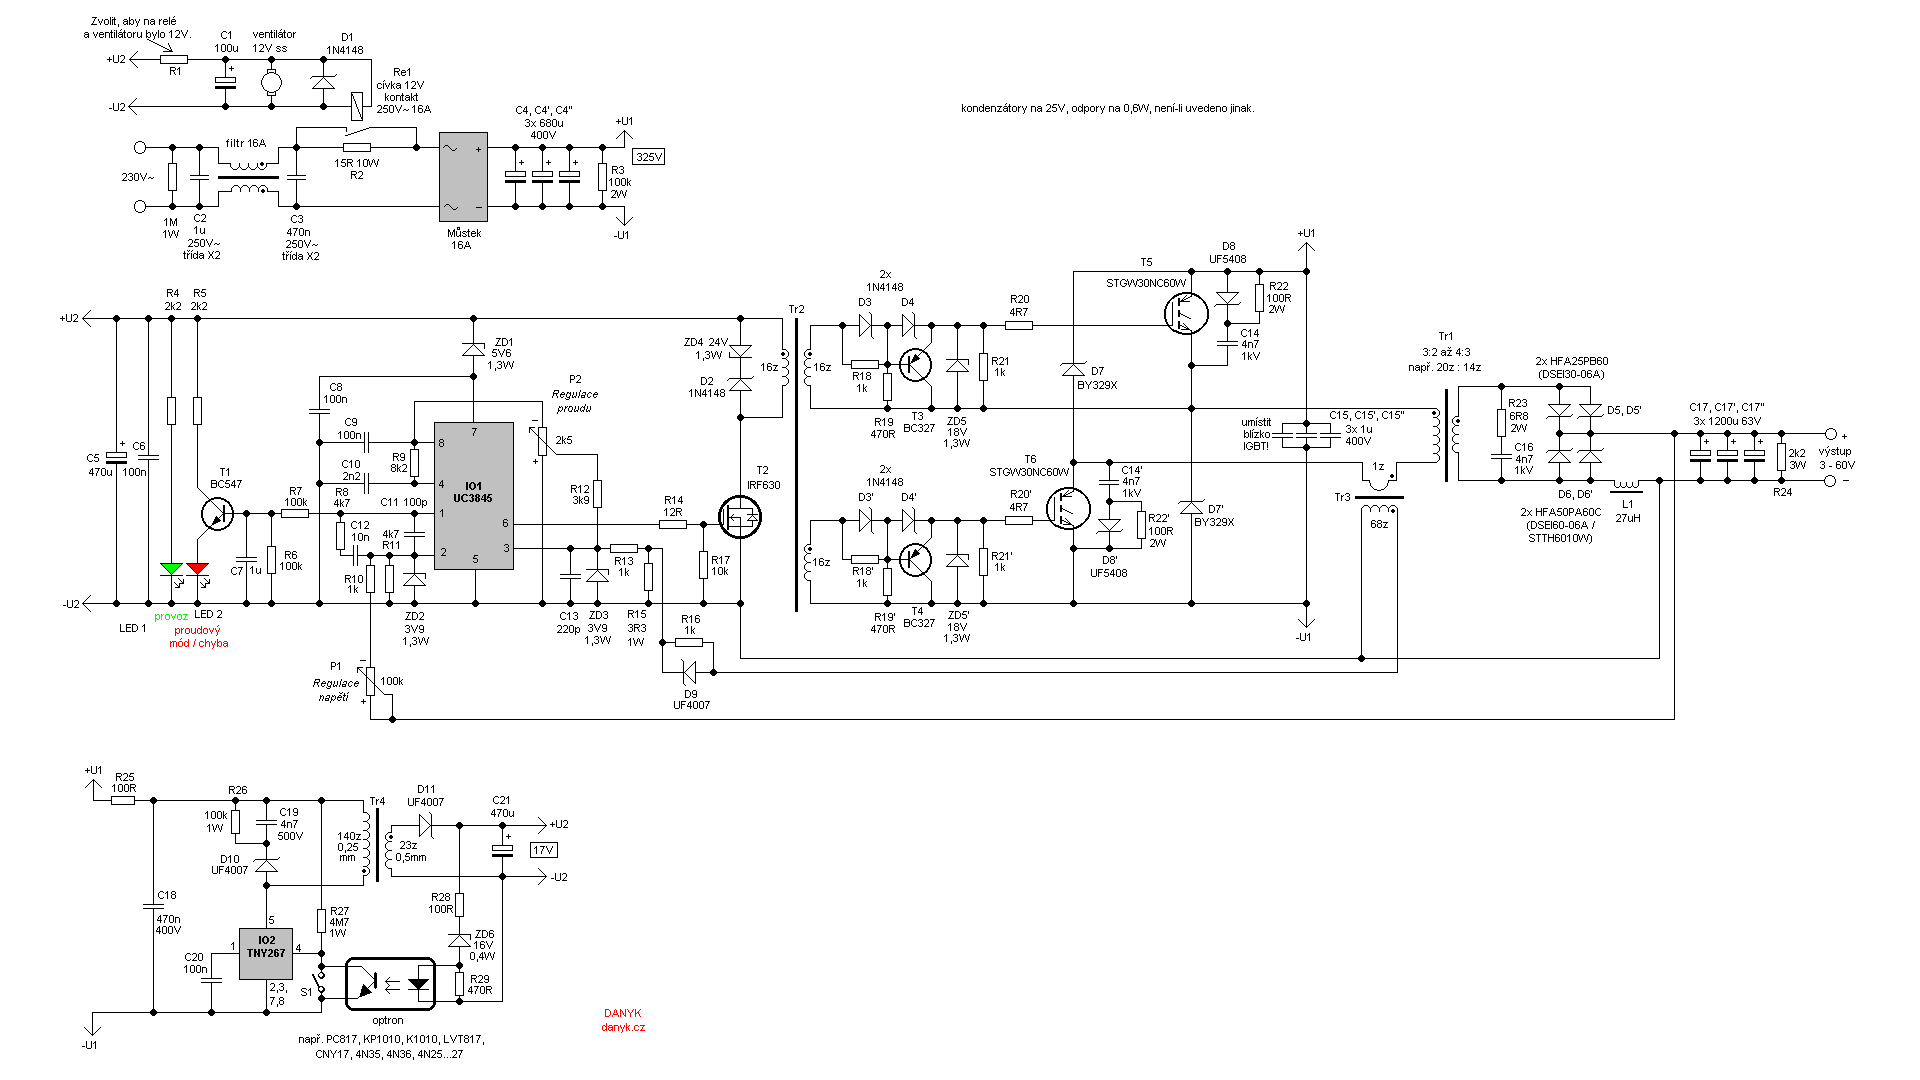 Zvolit, aby na relé
a ventilátoru bylo 12V.
+U2
R1
C1
100u
+
ventilátor
12V ss
D1
1N4148
Re1
cívka 12V
kontakt
250V~ 16A
-U2
kondenzátory na 25V, odpory na 0,6W, není-li uvedeno jinak.
230V~
1M
1W
C2
1u
250V~
třída X2
filtr 16A
C3
470n
250V~
třída X2
15R 10W
R2
Můstek
16A
+
−
C4, C4', C4"
3x 680u
400V
+
+
+
+U1
325V
R3
100k
2W
-U1
+U2
-U2
C5
470u
+
C6
100n
R4
2k2
R5
2k2
T1
BC547
LED 1
provoz
LED 2
proudový
mód / chyba
C7
1u
R6
100k
R7
100k
R8
4k7
C8
100n
C9
100n
C10
2n2
R9
8k2
C11 100p
C12
10n
4k7
R11
R10
1k
ZD1
5V6
1,3W
IO1
UC3845
7
8
4
1
2
5
6
3
ZD2
3V9
1,3W
P2
Regulace
proudu
−
2k5
+
R12
3k9
C13
220p
ZD3
3V9
1,3W
R13
1k
R15
3R3
1W
R14
12R
R17
10k
R16
1k
D9
UF4007
P1
Regulace
napětí
−
100k
+
ZD4 24V
1,3W
D2
1N4148
T2
IRF630
Tr2
16z
16z
16z
2x
1N4148
D3
D4
R18
1k
R19
470R
T3
BC327
ZD5
18V
1,3W
R21
1k
R20
4R7
2x
1N4148
D3'
D4'
R18'
1k
R19'
470R
T4
BC327
ZD5'
18V
1,3W
R21'
1k
R20'
4R7
T5
STGW30NC60W
D8
UF5408
R22
100R
2W
C14
4n7
1kV
D7
BY329X
T6
STGW30NC60W
C14'
4n7
1kV
R22'
100R
2W
D8'
UF5408
D7'
BY329X
+U1
-U1
umístit
blízko
IGBT!
C15, C15', C15"
3x 1u
400V
1z
Tr3
68z
Tr1
3:2 až 4:3
např. 20z : 14z
R23
6R8
2W
C16
4n7
1kV
2x HFA25PB60
(DSEI30-06A)
D5, D5'
D6, D6'
2x HFA50PA60C
(DSEI60-06A /
STTH6010W)
L1
27uH
C17, C17', C17"
3x 1200u 63V
+
+
+
2k2
3W
R24
+
výstup
3 - 60V
−
+U1
R25
100R
C18
470n
400V
R26
100k
1W
C19
4n7
500V
D10
UF4007
Tr4
140z
0,25
mm
23z
0,5mm
D11
UF4007
C21
470u
+
+U2
17V
-U2
R27
4M7
1W
R28
100R
ZD6
16V
0,4W
R29
470R
IO2
TNY267
5
1
4
2,3,
7,8
C20
100n
S1
optron
např. PC817, KP1010, K1010, LVT817,
CNY17, 4N35, 4N36, 4N25...27
-U1
DANYK
danyk.cz